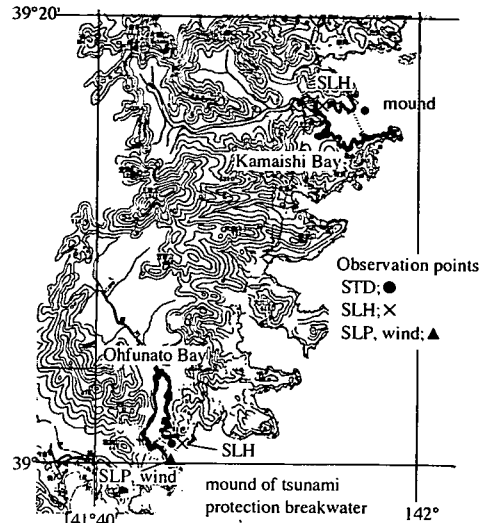 39°20'
SLH
mound
Kamaishi Bay
Observation points
STD;●
SLH;×
SLP, wind;▲
Ohfunato Bay
SLH
39°
SLP, wind
mound of tsunami
protection breakwater
141°40'
142°